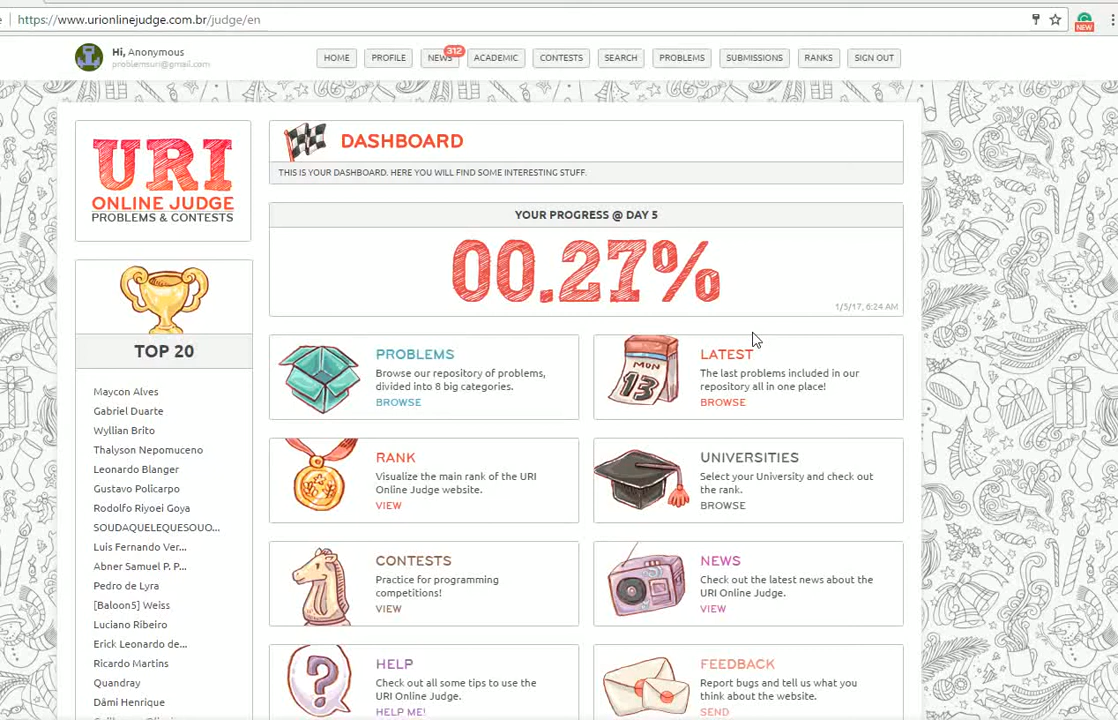 https://www.urionlinejudge.com.br/judge/en
NEW
Hi, Anonymous
problemsuri@gmail.com
HOME
PROFILE
NEWS
312
ACADEMIC
CONTESTS
SEARCH
PROBLEMS
SUBMISSIONS
RANKS
SIGN OUT
URI
ONLINE JUDGE
PROBLEMS & CONTESTS
DASHBOARD
THIS IS YOUR DASHBOARD. HERE YOU WILL FIND SOME INTERESTING STUFF.
YOUR PROGRESS @ DAY 5
00.27%
1/5/17, 6:24 AM
TOP 20
Maycon Alves
Gabriel Duarte
Wyllian Brito
Thalyson Nepomuceno
Leonardo Blanger
Gustavo Policarpo
Rodolfo Riyoei Goya
SOUDAQUELEQUESOUO...
Luis Fernando Ver...
Abner Samuel P. P...
Pedro de Lyra
[Baloon5] Weiss
Luciano Ribeiro
Erick Leonardo de...
Ricardo Martins
Quandray
Dâmi Henrique
PROBLEMS
Browse our repository of problems,
divided into 8 big categories.
BROWSE
MON
13
LATEST
The last problems included in our
repository all in one place!
BROWSE
RANK
Visualize the main rank of the URI
Online Judge website.
VIEW
UNIVERSITIES
Select your University and check out
the rank.
BROWSE
CONTESTS
Practice for programming
competitions!
VIEW
NEWS
Check out the latest news about the
URI Online Judge.
VIEW
HELP
Check out all some tips to use the
URI Online Judge.
HELP ME!
FEEDBACK
Report bugs and tell us what you
think about the website.
SEND